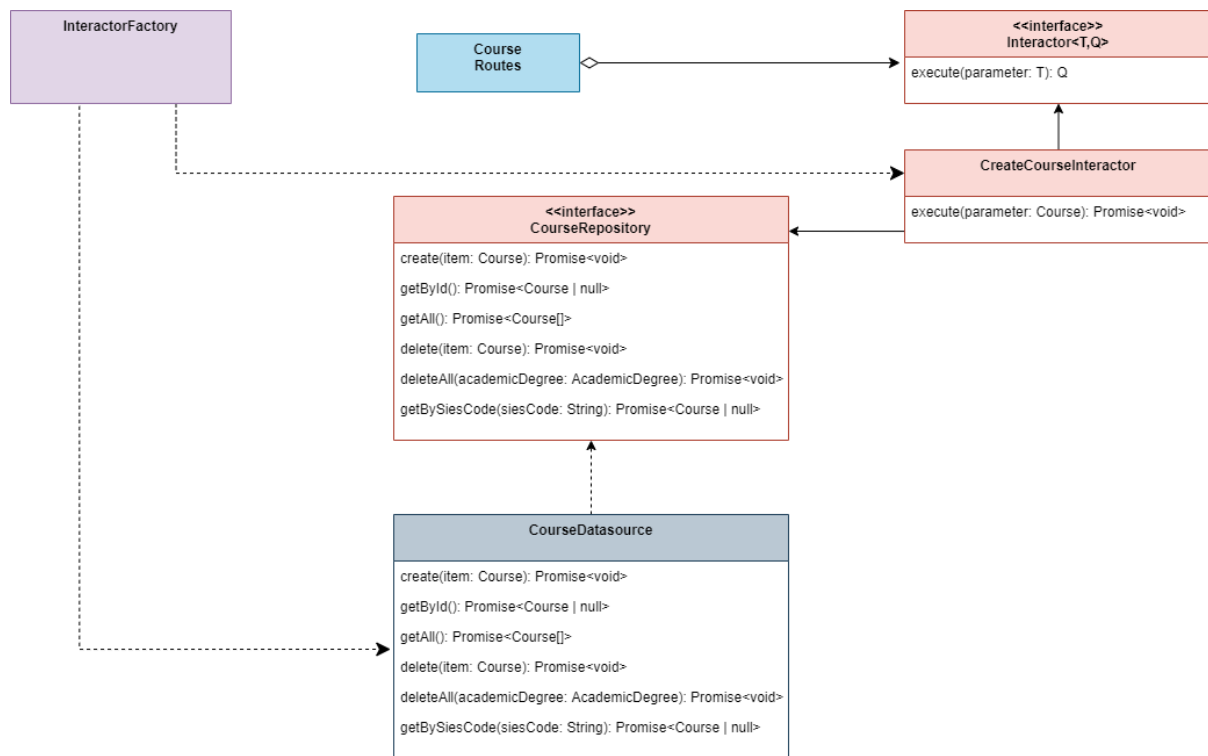 InteractorFactory
Course
Routes
<<interface>>
Interactor<T,Q>
execute(parameter: T): Q
CreateCourseInteractor
execute(parameter: Course): Promise<void>
<<interface>>
CourseRepository
create(item: Course): Promise<void>
getById(): Promise<Course | null>
getAll(): Promise<Course[]>
delete(item: Course): Promise<void>
deleteAll(academicDegree: AcademicDegree): Promise<void>
getBySiesCode(siesCode: String): Promise<Course | null>
CourseDatasource
create(item: Course): Promise<void>
getById(): Promise<Course | null>
getAll(): Promise<Course[]>
delete(item: Course): Promise<void>
deleteAll(academicDegree: AcademicDegree): Promise<void>
getBySiesCode(siesCode: String): Promise<Course | null>